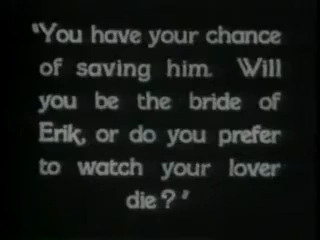 "You have your chance
of saving him. Will
you be the bride of
Erik, or do you prefer
to watch your lover
die?"